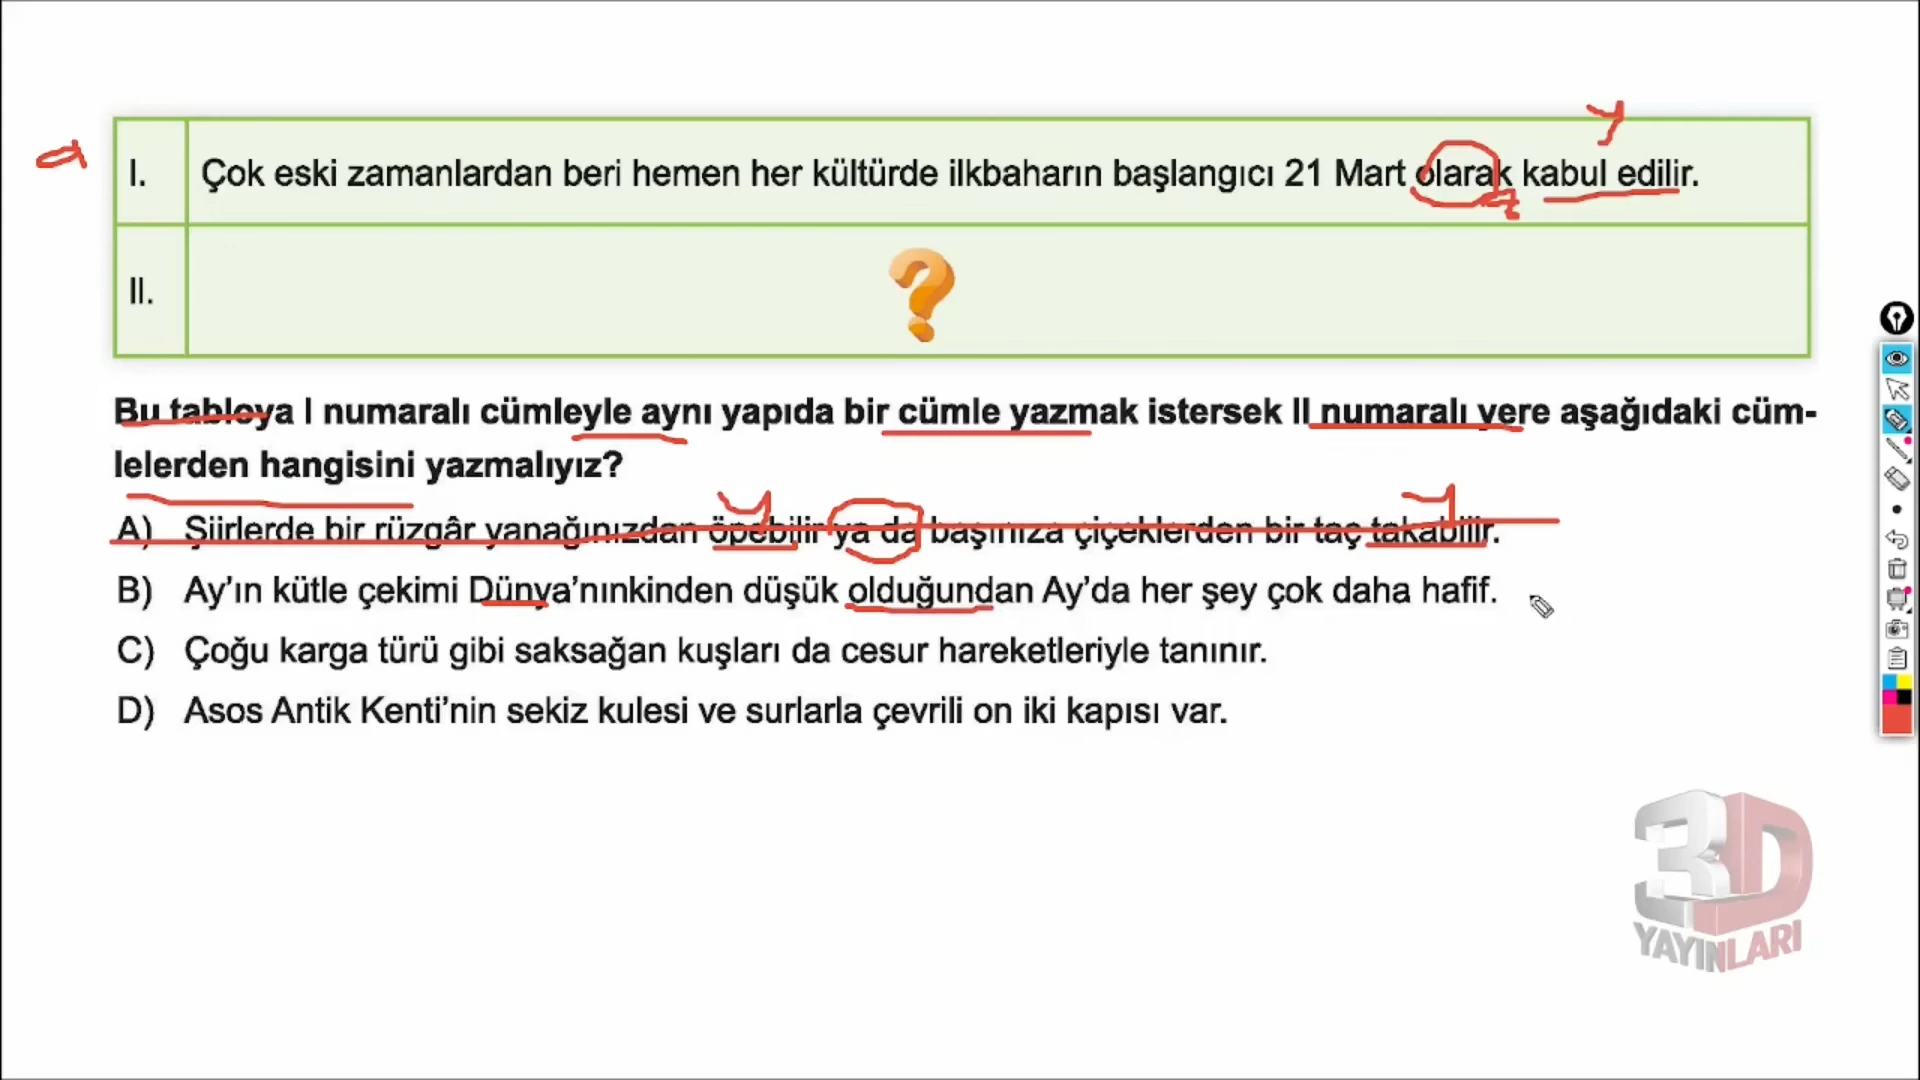 I. Çok eski zamanlardan beri hemen her kültürde ilkbaharın başlangıcı 21 Mart olarak kabul edilir.
II.
Bu tabloya I numaralı cümleyle aynı yapıda bir cümle yazmak istersek II numaralı yere aşağıdaki cüm-
lelerden hangisini yazmalıyız?
A) Şiirlerde bir rüzgâr yanağınızdan öpebilir ya da başınıza çiçeklerden bir taç takabilir.
B) Ay'ın kütle çekimi Dünya'nınkinden düşük olduğundan Ay'da her şey çok daha hafif.
C) Çoğu karga türü gibi saksağan kuşları da cesur hareketleriyle tanınır.
D) Asos Antik Kenti'nin sekiz kulesi ve surlarla çevrili on iki kapısı var.
3D
YAYINLARI